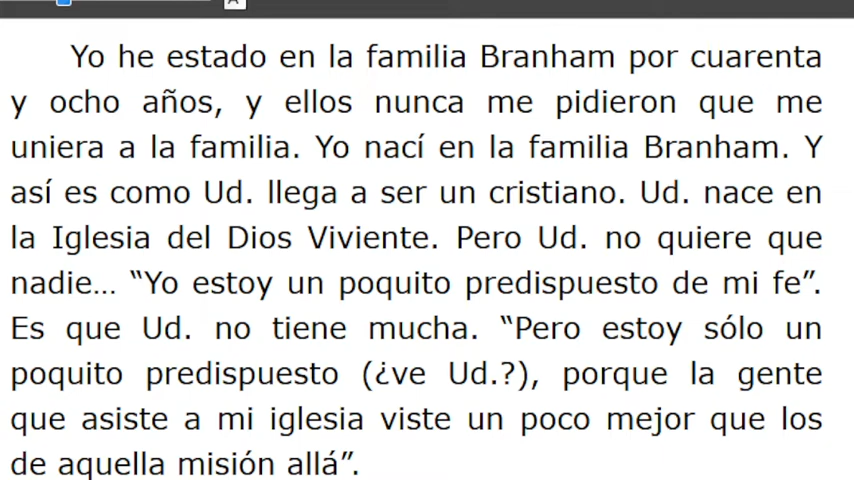 Yo he estado en la familia Branham por cuarenta
y ocho años, y ellos nunca me pidieron que me
uniera a la familia. Yo nací en la familia Branham. Y
así es como Ud. llega a ser un cristiano. Ud. nace en
la Iglesia del Dios Viviente. Pero Ud. no quiere que
nadie... “Yo estoy un poquito predispuesto de mi fe”.
Es que Ud. no tiene mucha. “Pero estoy sólo un
poquito predispuesto (¿ve Ud.?), porque la gente
que asiste a mi iglesia viste un poco mejor que los
de aquella misión allá”.